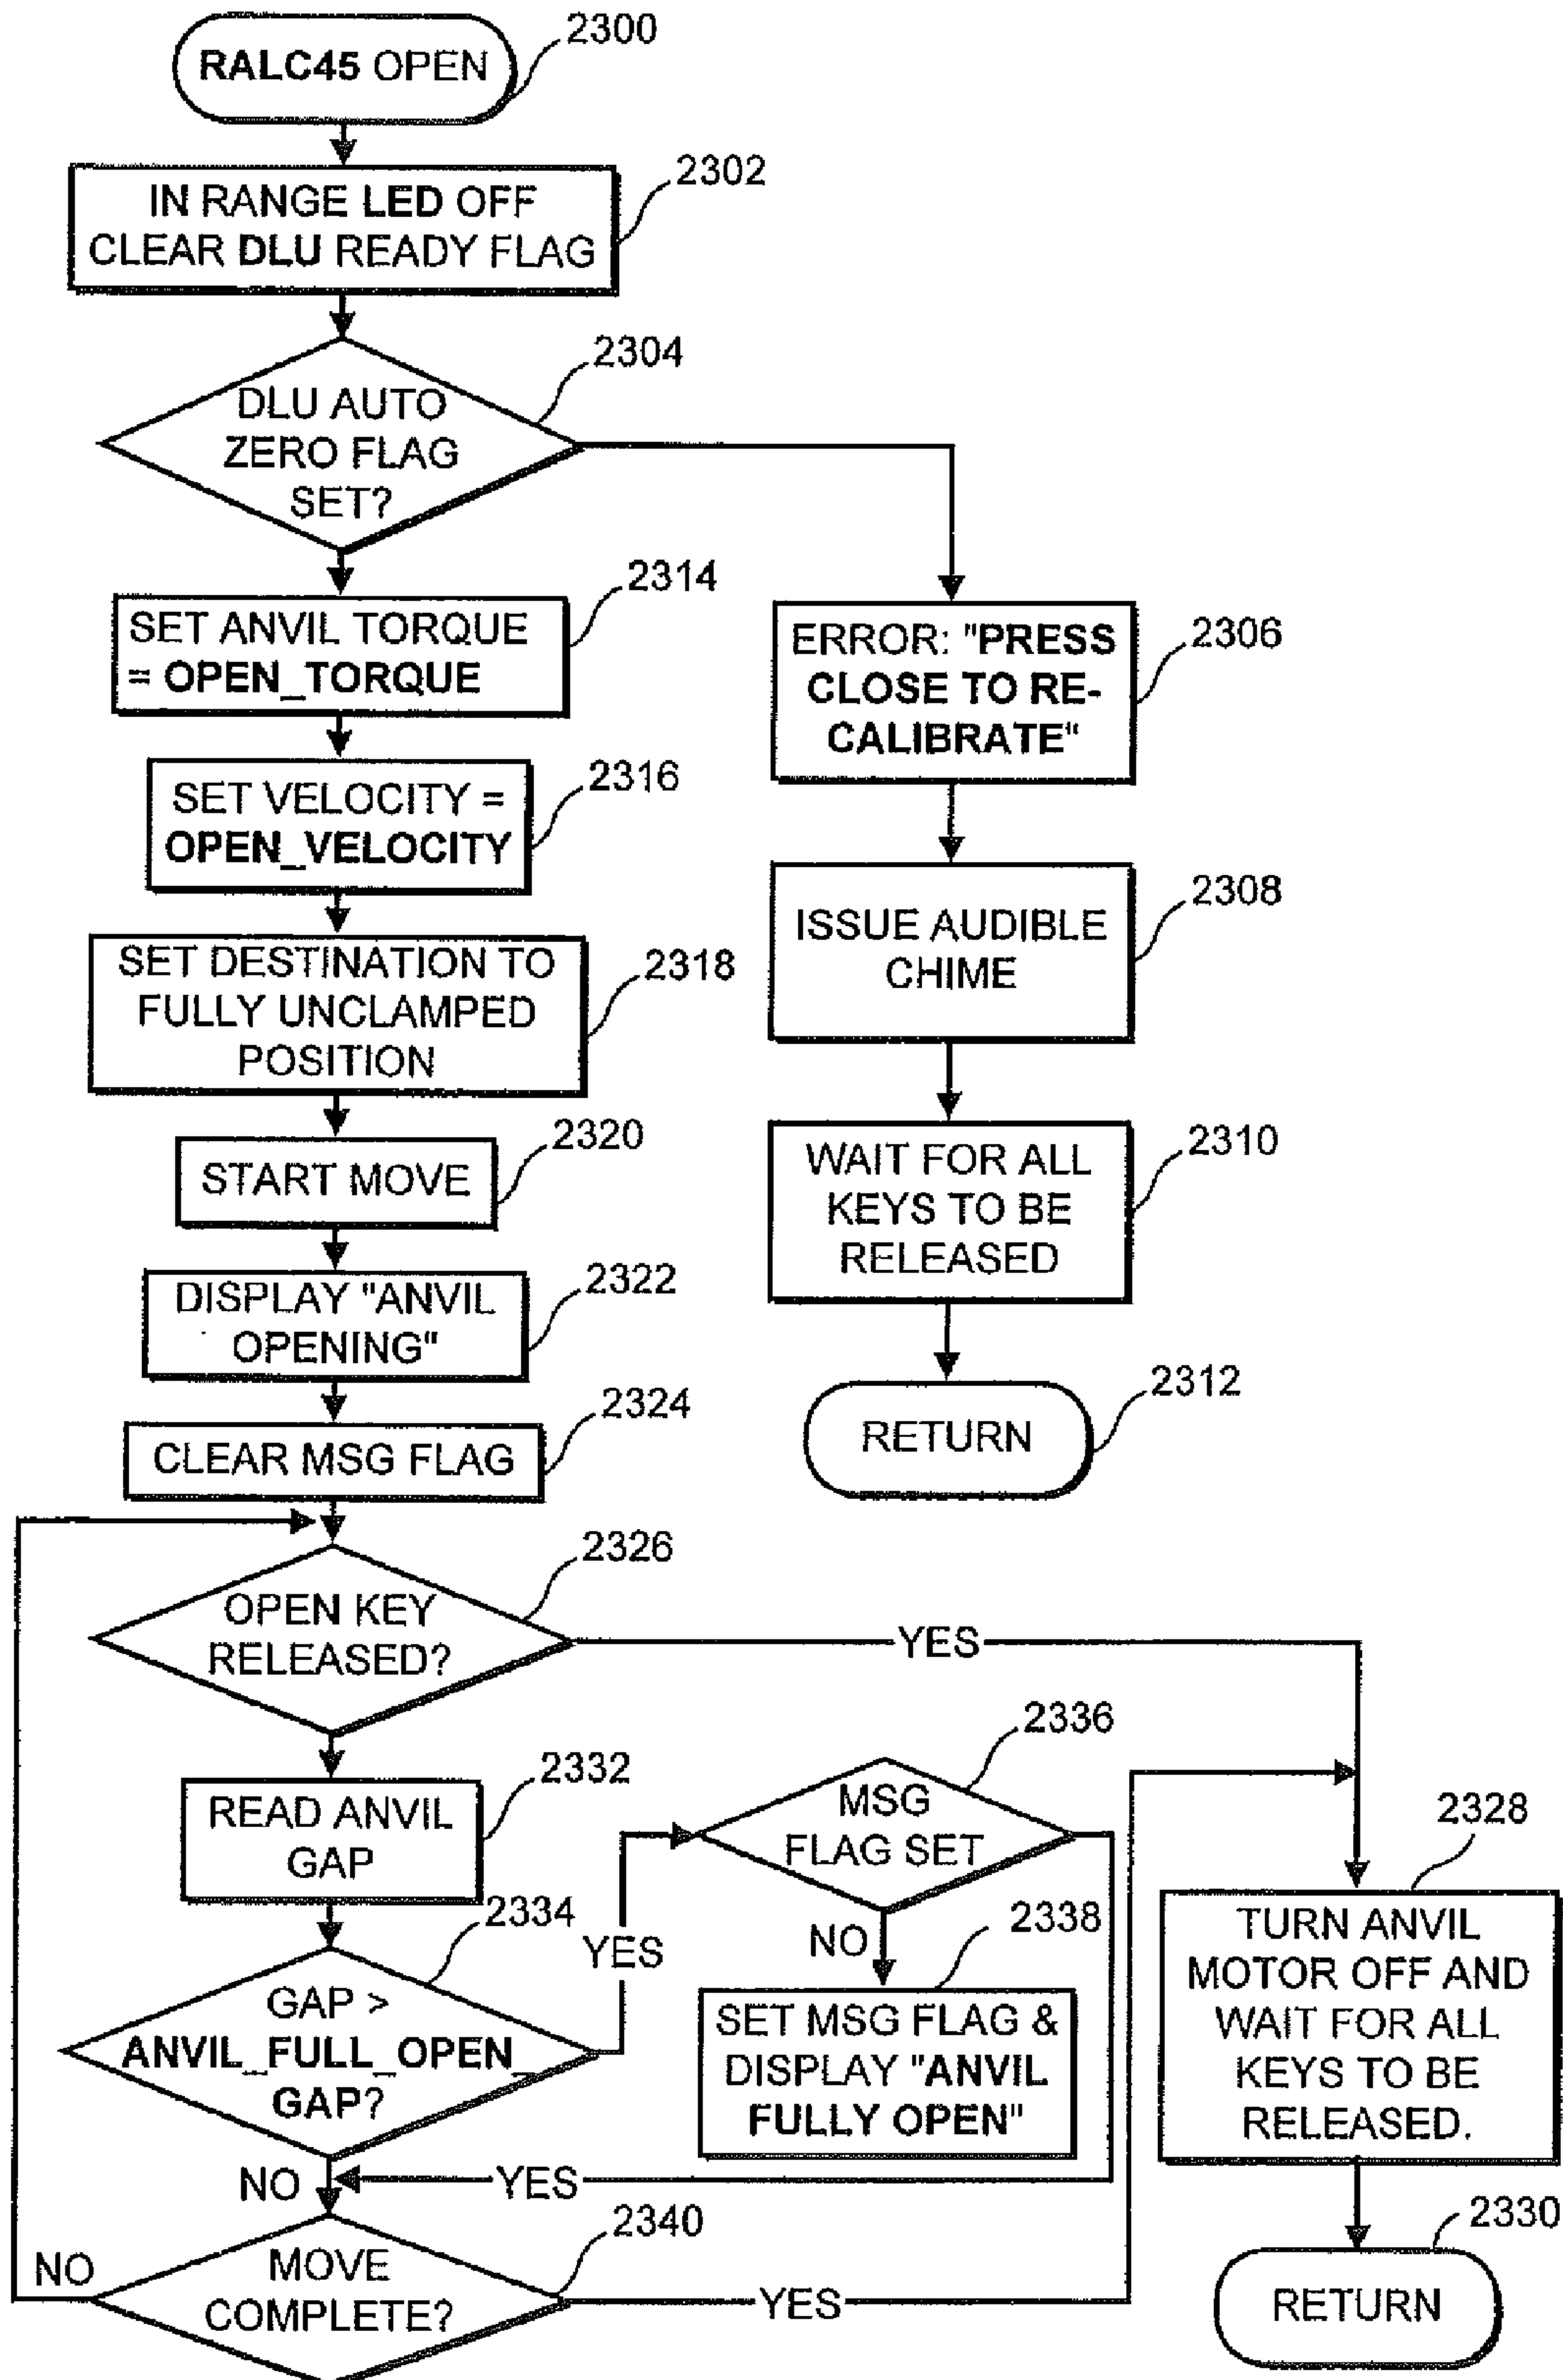 RALC45 OPEN
2300
IN RANGE LED OFF
CLEAR DLU READY FLAG
2302
DLU AUTO
ZERO FLAG
SET?
2304
SET ANVIL TORQUE
= OPEN_TORQUE
2314
SET VELOCITY =
OPEN_VELOCITY
2316
SET DESTINATION TO
FULLY UNCLAMPED
POSITION
2318
START MOVE
2320
DISPLAY "ANVIL
OPENING"
2322
CLEAR MSG FLAG
2324
ERROR: "PRESS
CLOSE TO RE-
CALIBRATE"
2306
ISSUE AUDIBLE
CHIME
2308
WAIT FOR ALL
KEYS TO BE
RELEASED
2310
RETURN
2312
OPEN KEY
RELEASED?
2326
YES
READ ANVIL
GAP
2332
GAP >
ANVIL_FULL_OPEN_
GAP?
2334
YES
NO
MSG
FLAG SET
2336
NO
YES
SET MSG FLAG &
DISPLAY "ANVIL
FULLY OPEN"
2338
MOVE
COMPLETE?
2340
NO
YES
TURN ANVIL
MOTOR OFF AND
WAIT FOR ALL
KEYS TO BE
RELEASED.
2328
RETURN
2330